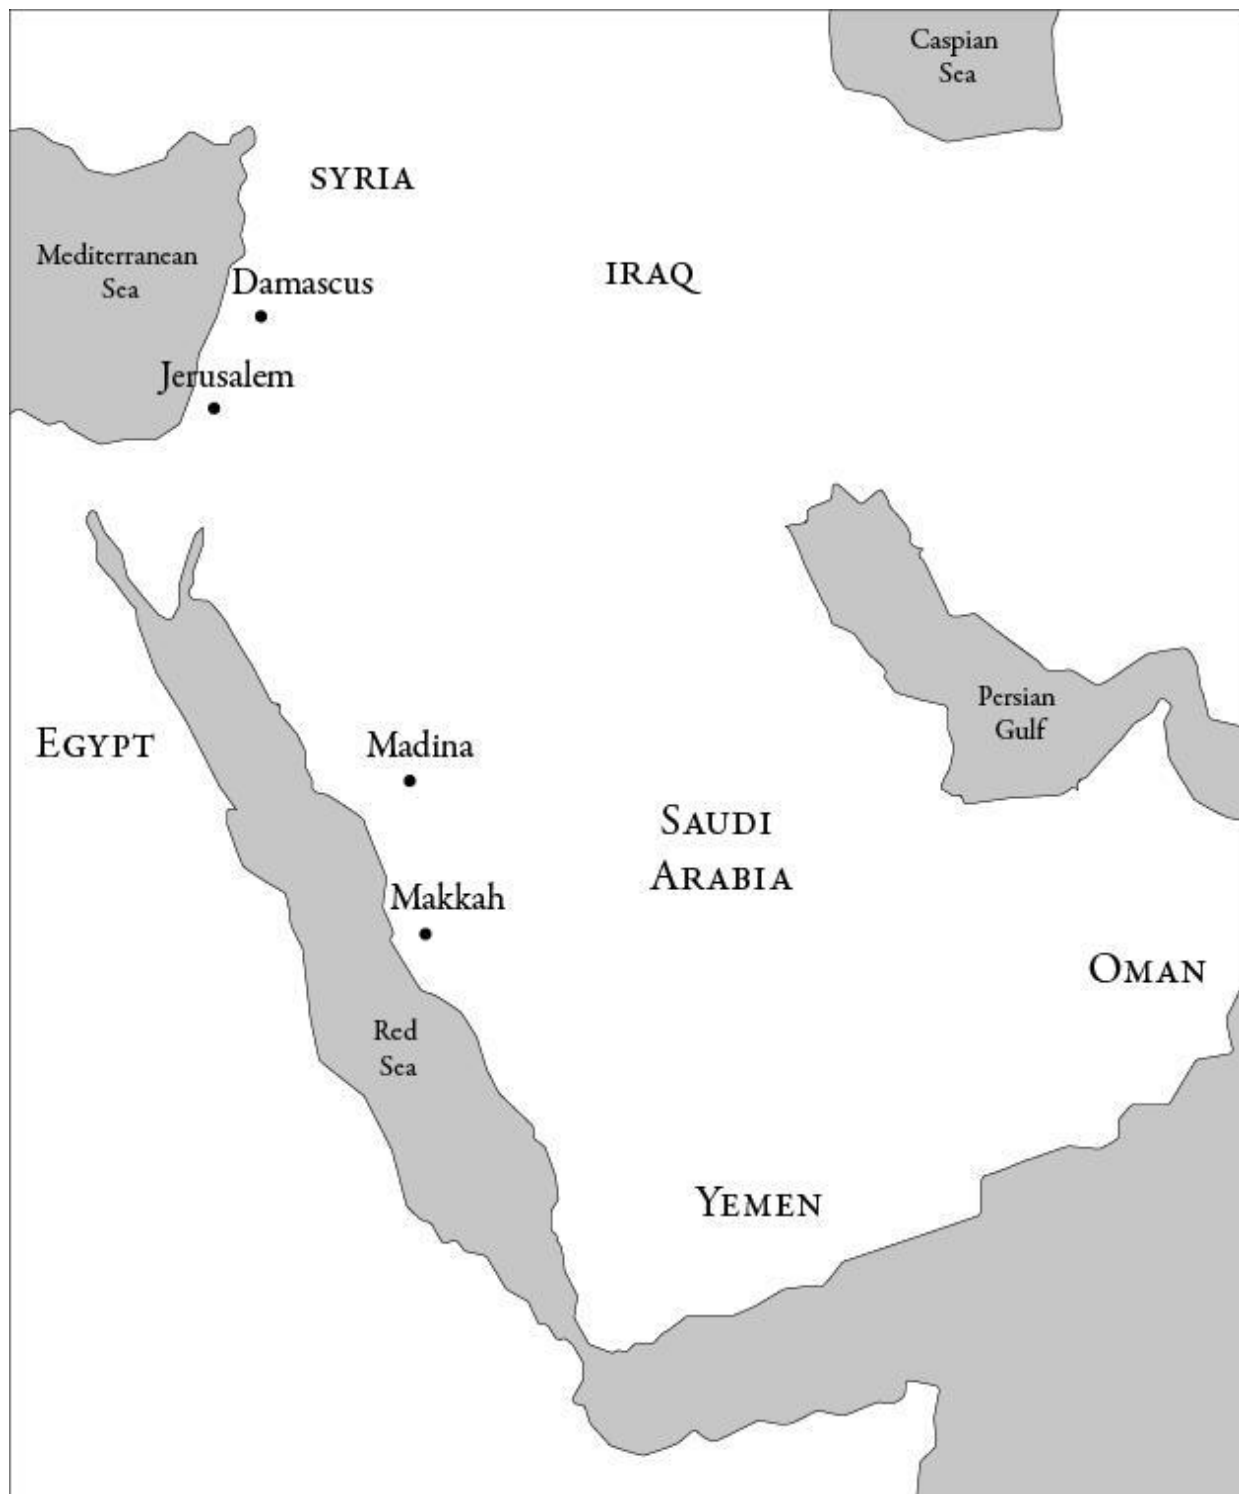 Caspian
Sea
SYRIA
Mediterranean
Sea
IRAQ
Damascus
Jerusalem
Persian
Gulf
EGYPT
Madina
SAUDI
ARABIA
Makkah
OMAN
Red
Sea
YEMEN